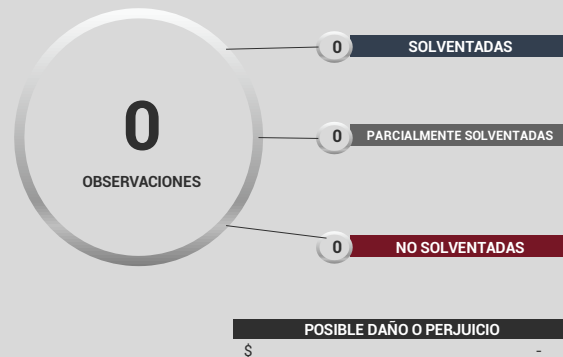 0
OBSERVACIONES
0 SOLVENTADAS
0 PARCIALMENTE SOLVENTADAS
0 NO SOLVENTADAS
POSIBLE DAÑO O PERJUICIO
$ -